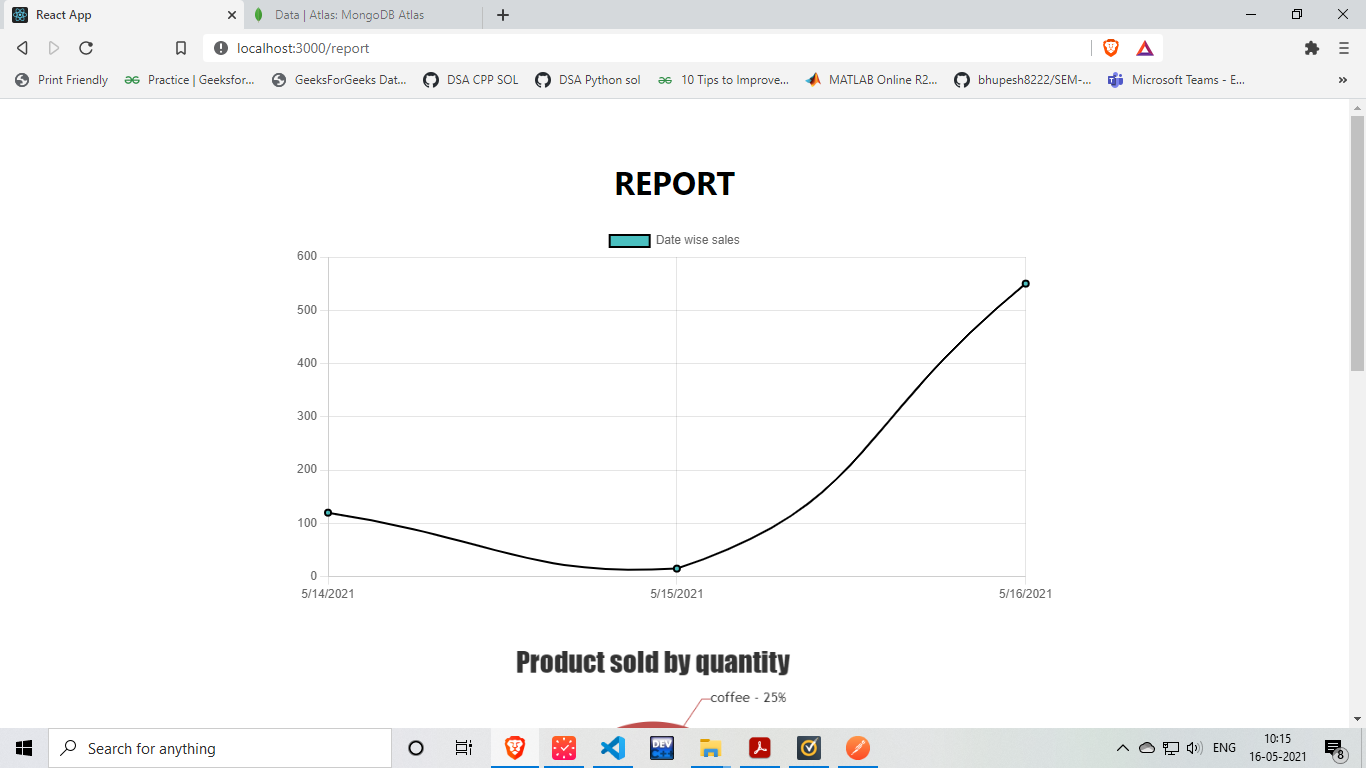 React App
Data | Atlas: MongoDB Atlas
localhost:3000/report
Print Friendly
Practice | Geeksfor...
GeeksForGeeks Dat...
DSA CPP SOL
DSA Python sol
10 Tips to Improve...
MATLAB Online R2...
bhupesh8222/SEM-...
Microsoft Teams - E...
REPORT
Date wise sales
600
500
400
300
200
100
0
5/14/2021
5/15/2021
5/16/2021
Product sold by quantity
coffee - 25%
Search for anything
DEV
ENG
10:15
16-05-2021
8